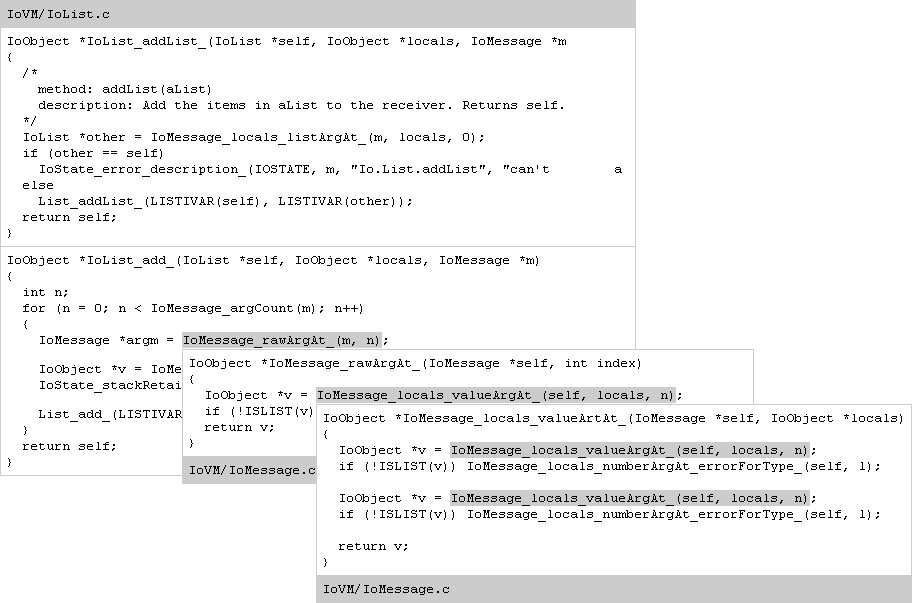 IoVM/IoList.c
IoObject *IoList_addList_(IoList *self, IoObject *locals, IoMessage *m
{
/*
method: addList(aList)
description: Add the items in aList to the receiver. Returns self.
*/
IoList *other = IoMessage_locals_listArgAt_(m, locals, 0);
if (other == self)
IoState_error_description_(IOSTATE, m, "Io.List.addList", "can't a
else
List_addList_(LISTIVAR(self), LISTIVAR(other));
return self;
}
IoObject *IoList_add_(IoList *self, IoObject *locals, IoMessage *m)
{
int n;
for (n = 0; n < IoMessage_argCount(m); n++)
{
IoMessage *argm = IoMessage_rawArgAt_(m, n);
IoObject *v = IoMe
IoState_stackRetai
List_add_(LISTIVAR
}
return self;
}
IoObject *IoMessage_rawArgAt_(IoMessage *self, int index)
{
IoObject *v = IoMessage_locals_valueArgAt_(self, locals, n);
if (!ISLIST(v)
return v;
}
IoVM/IoMessage.c
IoObject *IoMessage_locals_valueArtAt_(IoMessage *self, IoObject *locals)
{
IoObject *v = IoMessage_locals_valueArgAt_(self, locals, n);
if (!ISLIST(v)) IoMessage_locals_numberArgAt_errorForType_(self, 1);
IoObject *v = IoMessage_locals_valueArgAt_(self, locals, n);
if (!ISLIST(v)) IoMessage_locals_numberArgAt_errorForType_(self, 1);
return v;
}
IoVM/IoMessage.c